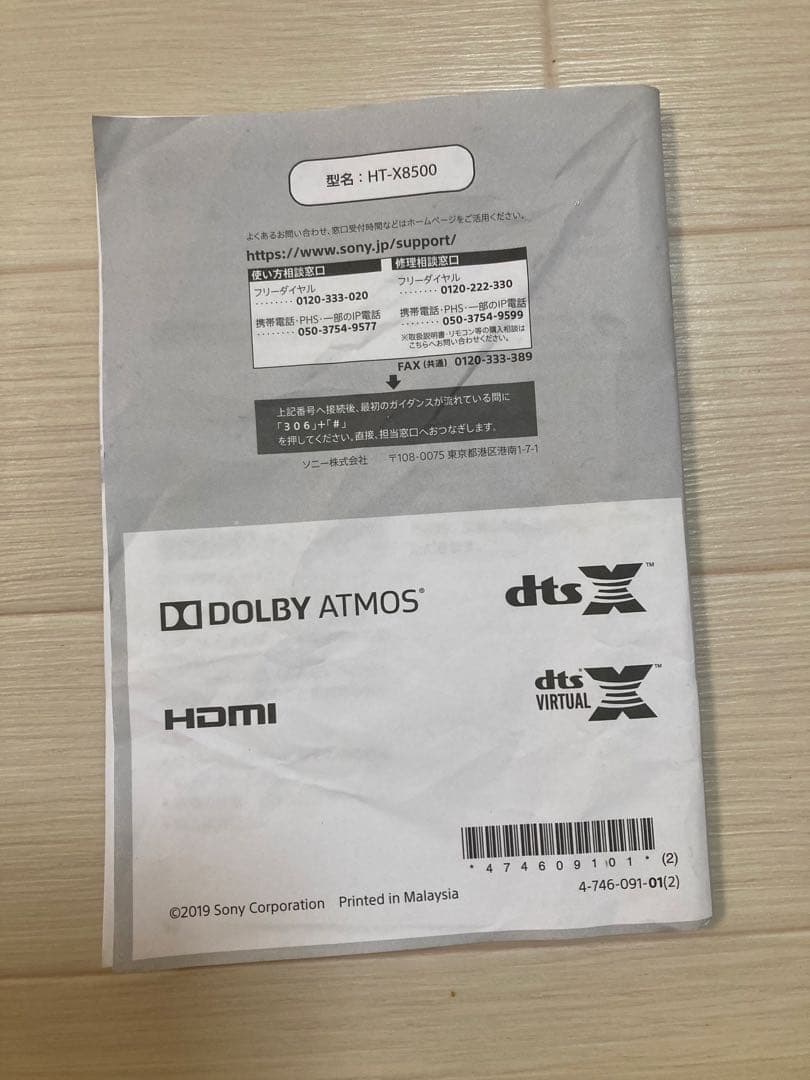 型名：HT-X8500
よくあるお問い合わせ、窓口受付時間などはホームページをご活用ください。
https://www.sony.jp/support/
使い方相談窓口
フリーダイヤル
‥‥‥‥0120-333-020
携帯電話・PHS・一部のIP電話
‥‥‥‥050-3754-9577
修理相談窓口
フリーダイヤル
‥‥‥‥0120-222-330
携帯電話・PHS・一部のIP電話
‥‥‥‥050-3754-9599
※取扱説明書・リモコン等の購入相談は
こちらへお問い合わせください。
FAX（共通） 0120-333-389
上記番号へ接続後、最初のガイダンスが流れている間に
「306」+「#」
を押してください。直接、担当窓口へおつなぎします。
ソニー株式会社 〒108-0075 東京都港区港南1-7-1
DOLBY ATMOS®
dts X™
HDMI
dts® VIRTUAL X™
*474609101* (2)
4-746-091-01(2)
©2019 Sony Corporation Printed in Malaysia